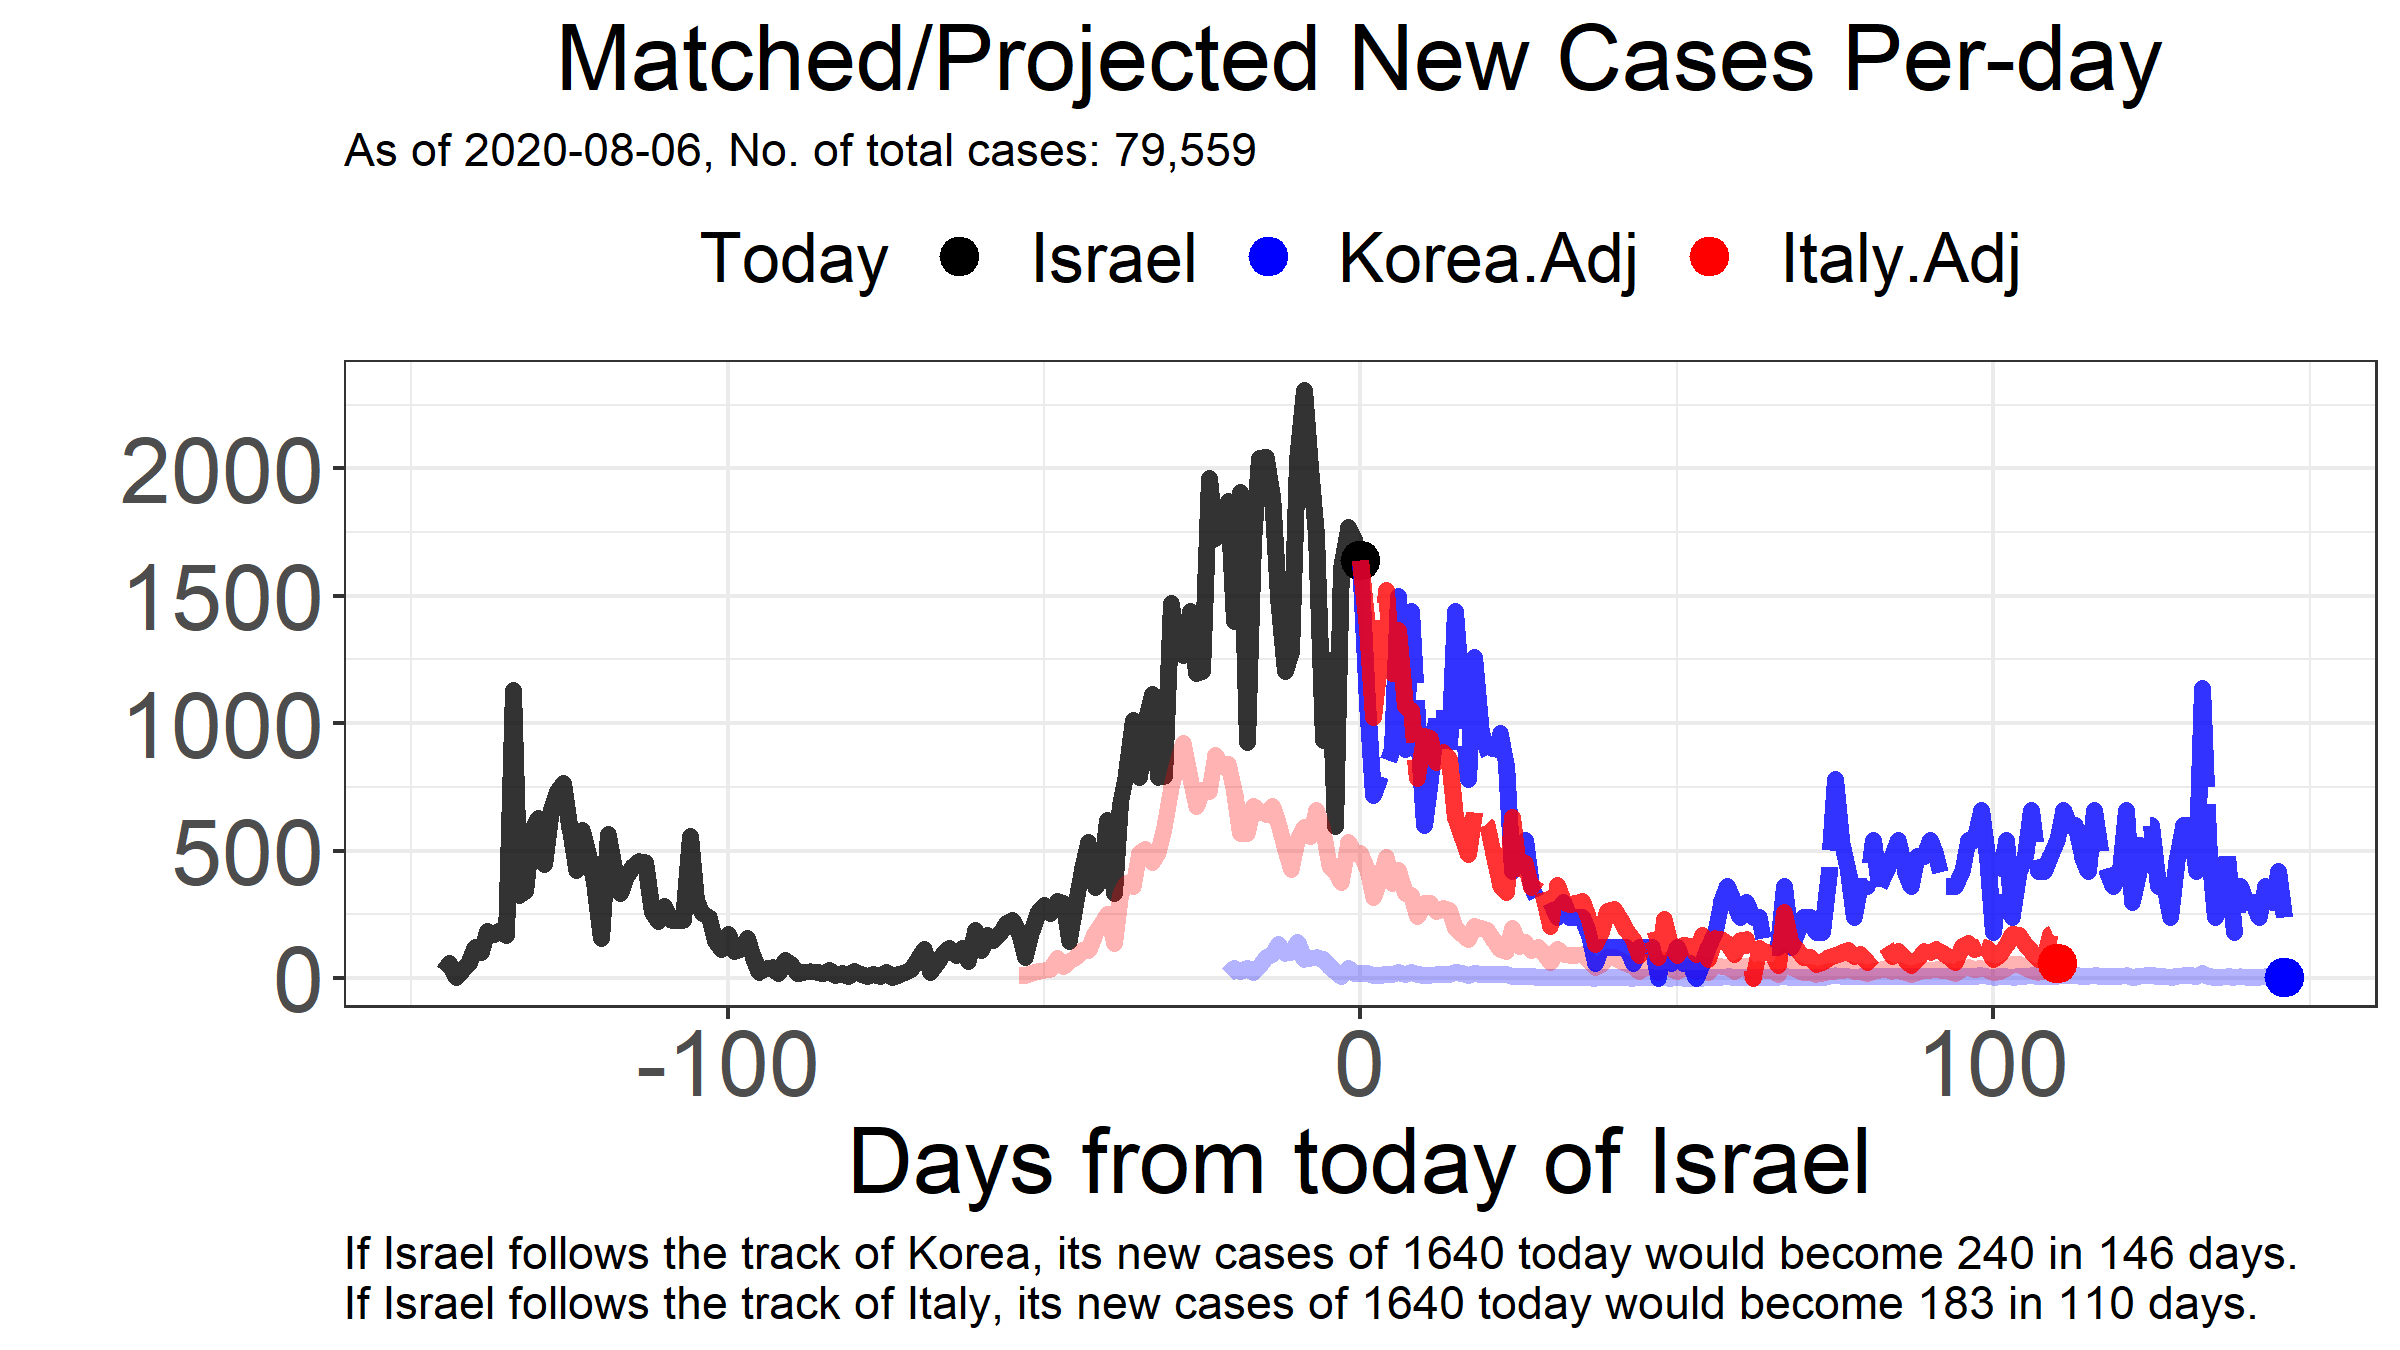 Matched/Projected New Cases Per-day
As of 2020-08-06, No. of total cases: 79,559
Today Israel Korea.Adj Italy.Adj
2000
1500
1000
500
0
-100 0 100
Days from today of Israel
If Israel follows the track of Korea, its new cases of 1640 today would become 240 in 146 days.
If Israel follows the track of Italy, its new cases of 1640 today would become 183 in 110 days.